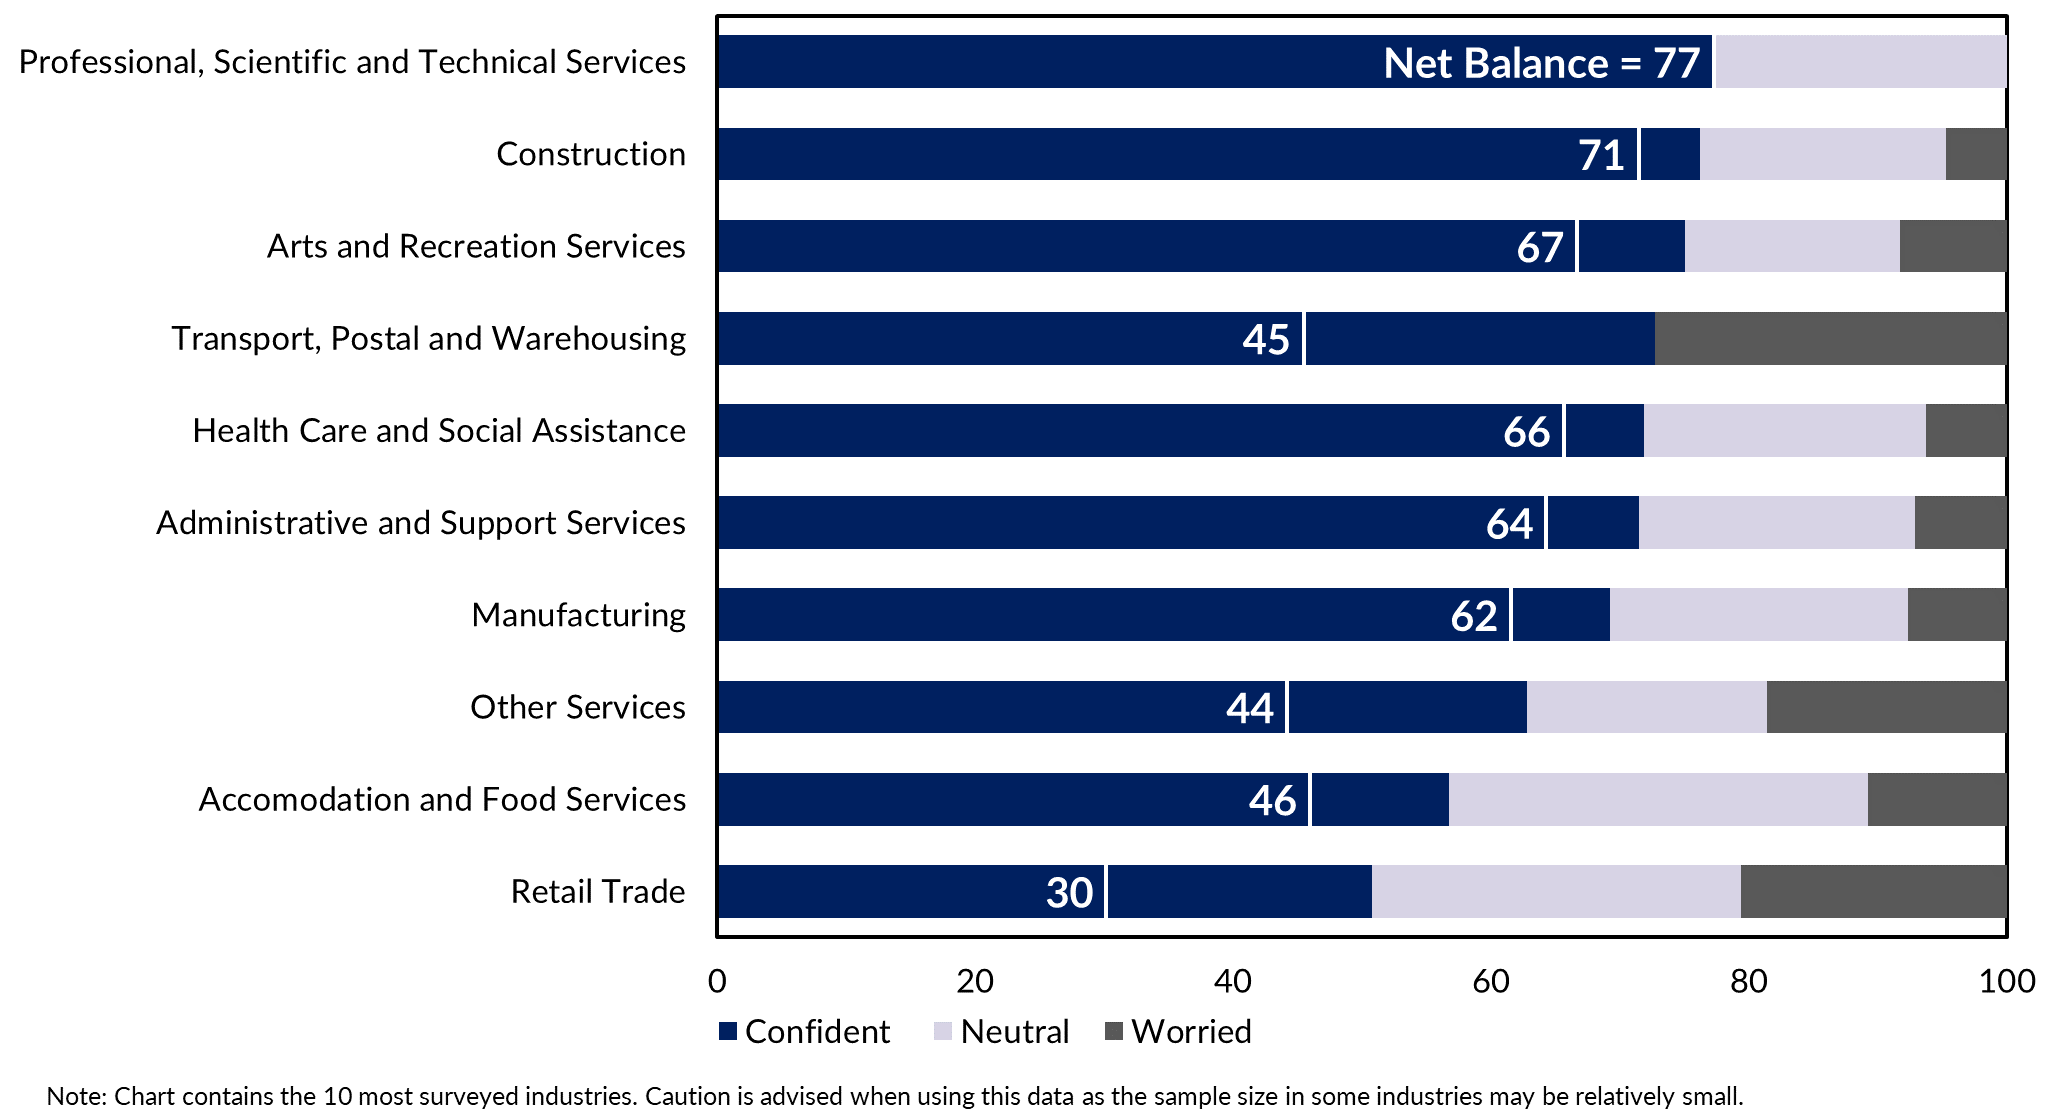 Professional, Scientific and Technical Services
Net Balance = 77
Construction
71
Arts and Recreation Services
67
Transport, Postal and Warehousing
45
Health Care and Social Assistance
66
Administrative and Support Services
64
Manufacturing
62
Other Services
44
Accomodation and Food Services
46
Retail Trade
30
0 20 40 60 80 100
Confident Neutral Worried
Note: Chart contains the 10 most surveyed industries. Caution is advised when using this data as the sample size in some industries may be relatively small.